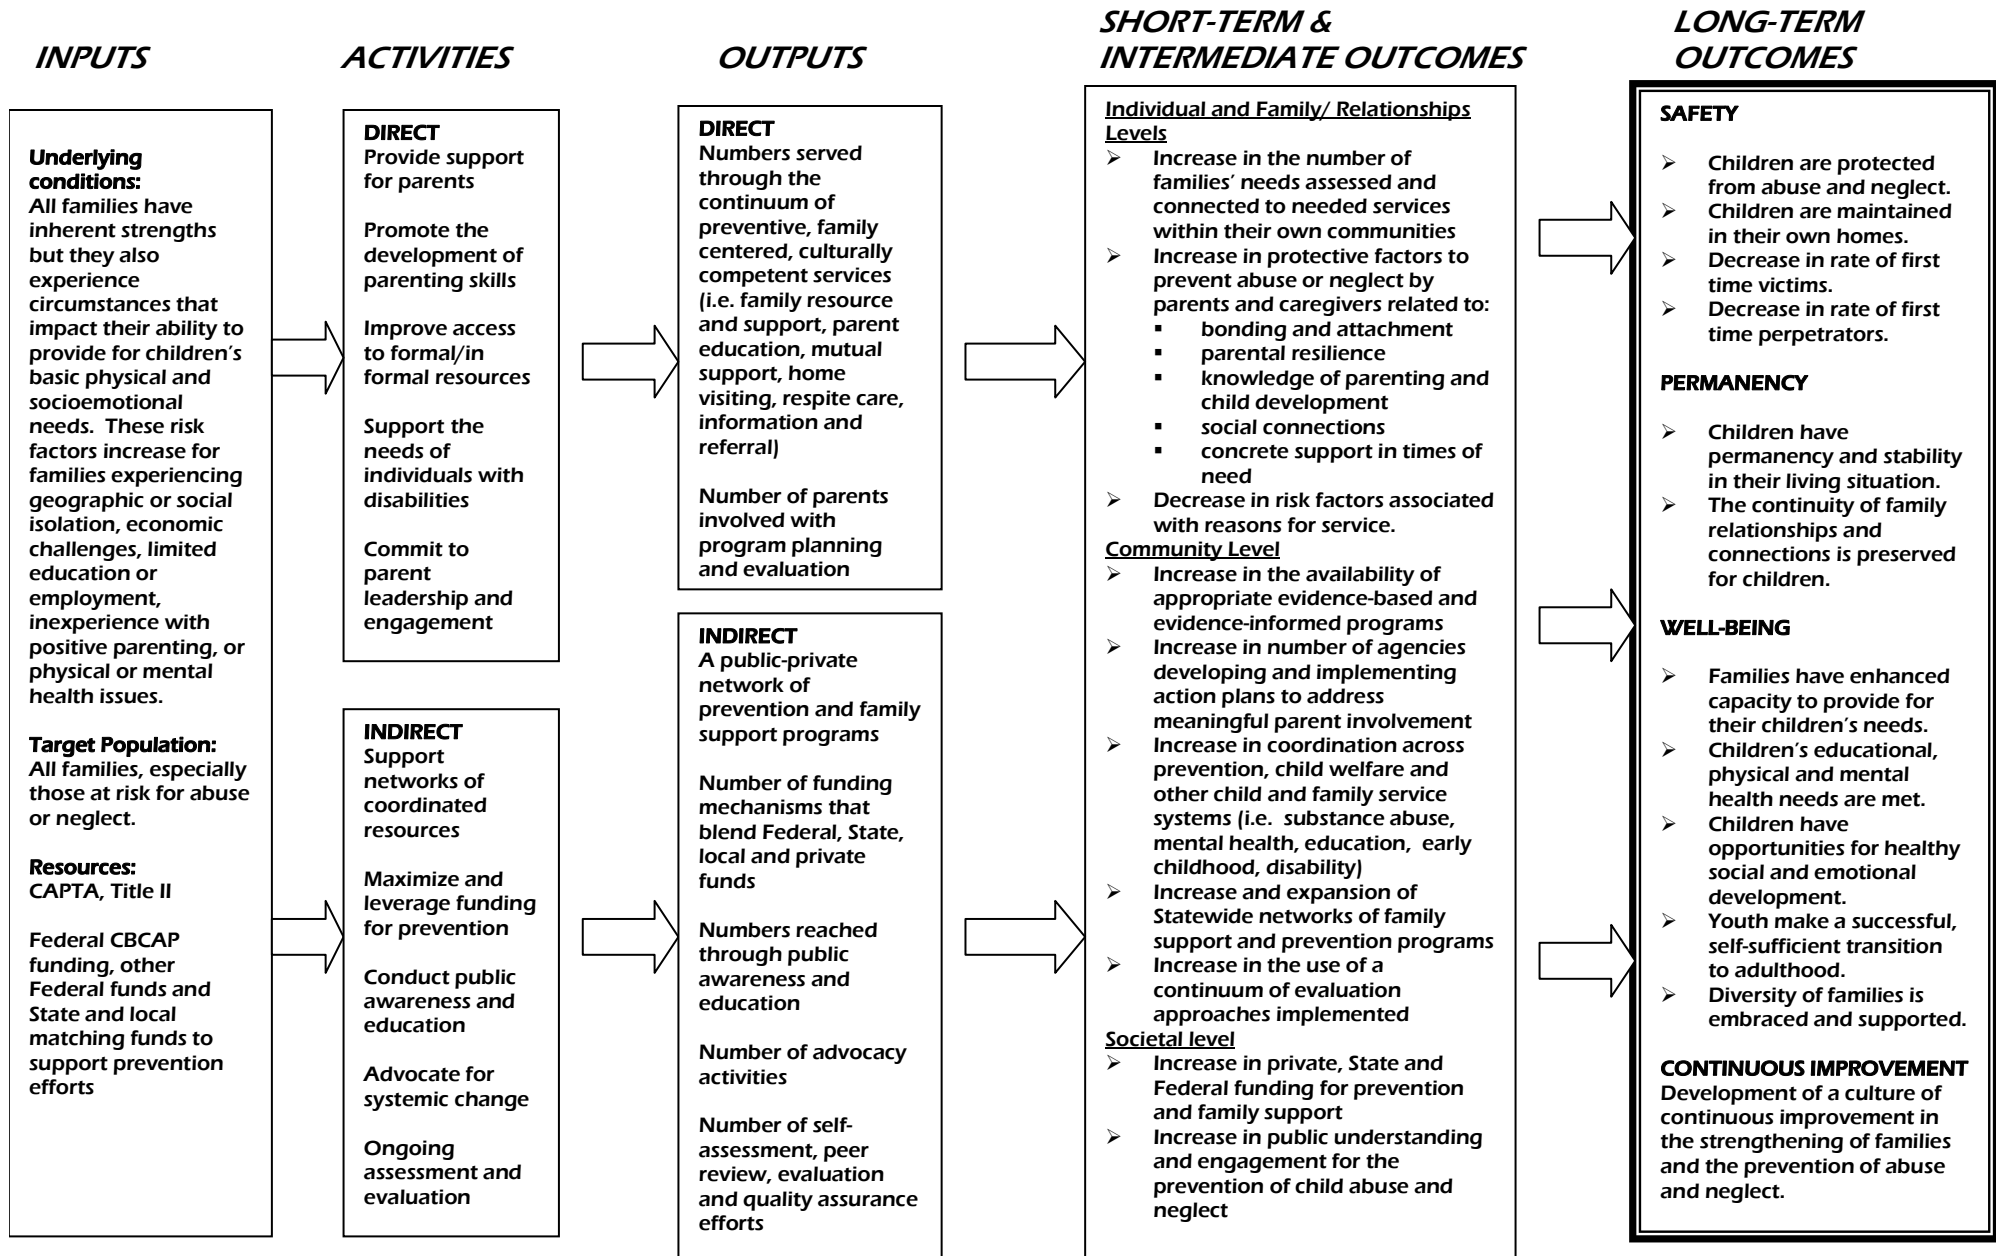 INPUTS
ACTIVITIES
OUTPUTS
SHORT-TERM &
INTERMEDIATE OUTCOMES
LONG-TERM
OUTCOMES
Underlying
conditions:
All families have
inherent strengths
but they also
experience
circumstances that
impact their ability to
provide for children's
basic physical and
socioemotional
needs. These risk
factors increase for
families experiencing
geographic or social
isolation, economic
challenges, limited
education or
employment,
inexperience with
positive parenting, or
physical or mental
health issues.
Target Population:
All families, especially
those at risk for abuse
or neglect.
Resources:
CAPTA, Title II
Federal CBCAP
funding, other
Federal funds and
State and local
matching funds to
support prevention
efforts
DIRECT
Provide support
for parents
Promote the
development of
parenting skills
Improve access
to formal/in
formal resources
Support the
needs of
individuals with
disabilities
Commit to
parent
leadership and
engagement
INDIRECT
Support
networks of
coordinated
resources
Maximize and
leverage funding
for prevention
Conduct public
awareness and
education
Advocate for
systemic change
Ongoing
assessment and
evaluation
DIRECT
Numbers served
through the
continuum of
preventive, family
centered, culturally
competent services
(i.e. family resource
and support, parent
education, mutual
support, home
visiting, respite care,
information and
referral)
Number of parents
involved with
program planning
and evaluation
INDIRECT
A public-private
network of
prevention and family
support programs
Number of funding
mechanisms that
blend Federal, State,
local and private
funds
Numbers reached
through public
awareness and
education
Number of advocacy
activities
Number of self-
assessment, peer
review, evaluation
and quality assurance
efforts
Individual and Family/ Relationships
Levels
➢ Increase in the number of
families' needs assessed and
connected to needed services
within their own communities
➢ Increase in protective factors to
prevent abuse or neglect by
parents and caregivers related to:
▪ bonding and attachment
▪ parental resilience
▪ knowledge of parenting and
child development
▪ social connections
▪ concrete support in times of
need
➢ Decrease in risk factors associated
with reasons for service.
Community Level
➢ Increase in the availability of
appropriate evidence-based and
evidence-informed programs
➢ Increase in number of agencies
developing and implementing
action plans to address
meaningful parent involvement
➢ Increase in coordination across
prevention, child welfare and
other child and family service
systems (i.e. substance abuse,
mental health, education, early
childhood, disability)
➢ Increase and expansion of
Statewide networks of family
support and prevention programs
➢ Increase in the use of a
continuum of evaluation
approaches implemented
Societal level
➢ Increase in private, State and
Federal funding for prevention
and family support
➢ Increase in public understanding
and engagement for the
prevention of child abuse and
neglect
SAFETY
➢ Children are protected
from abuse and neglect.
➢ Children are maintained
in their own homes.
➢ Decrease in rate of first
time victims.
➢ Decrease in rate of first
time perpetrators.
PERMANENCY
➢ Children have
permanency and stability
in their living situation.
➢ The continuity of family
relationships and
connections is preserved
for children.
WELL-BEING
➢ Families have enhanced
capacity to provide for
their children's needs.
➢ Children's educational,
physical and mental
health needs are met.
➢ Children have
opportunities for healthy
social and emotional
development.
➢ Youth make a successful,
self-sufficient transition
to adulthood.
➢ Diversity of families is
embraced and supported.
CONTINUOUS IMPROVEMENT
Development of a culture of
continuous improvement in
the strengthening of families
and the prevention of abuse
and neglect.